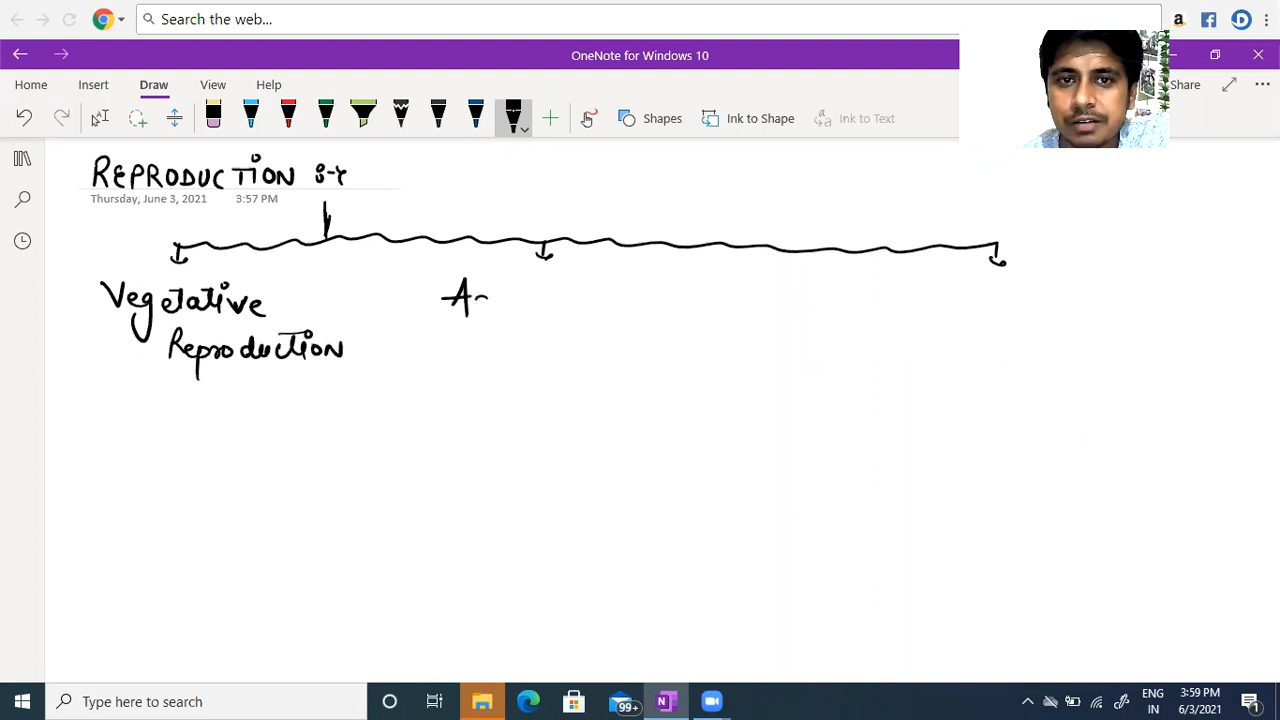 Search the web...
OneNote for Windows 10
Home Insert Draw View Help Share
Shapes Ink to Shape Ink to Text
REPRODUCTION :-
Thursday, June 3, 2021 3:57 PM
Vegetative
Reproduction
A
Type here to search
99+
ENG
IN
3:59 PM
6/3/2021
1